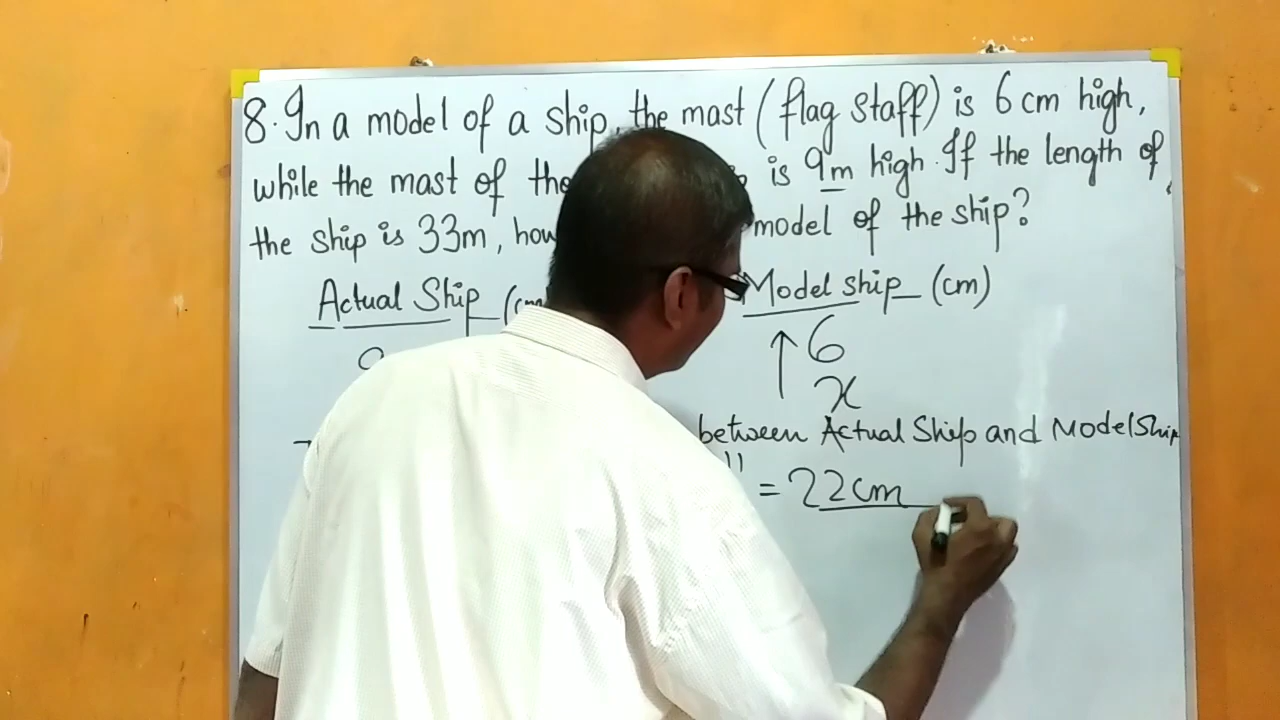 8. In a model of a ship, the mast (flag staff) is 6 cm high,
while the mast of the is 9m high. If the length of
the ship is 33m, how model of the ship?
Actual Ship (cm Model ship (cm)
6
x
between Actual Ship and Model Ship
11
= 22cm